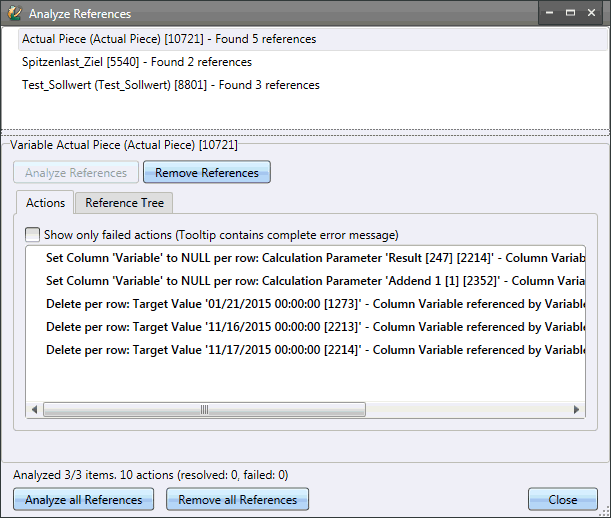 Analyze References
Actual Piece (Actual Piece) [10721] - Found 5 references
Spitzenlast_Ziel [5540] - Found 2 references
Test_Sollwert (Test_Sollwert) [8801] - Found 3 references
Variable Actual Piece (Actual Piece) [10721]
Analyze References Remove References
Actions Reference Tree
Show only failed actions (Tooltip contains complete error message)
Set Column 'Variable' to NULL per row: Calculation Parameter 'Result [247] [2214]' - Column Variab
Set Column 'Variable' to NULL per row: Calculation Parameter 'Addend 1 [1] [2352]' - Column Variab
Delete per row: Target Value '01/21/2015 00:00:00 [1273]' - Column Variable referenced by Variable
Delete per row: Target Value '11/16/2015 00:00:00 [2213]' - Column Variable referenced by Variable
Delete per row: Target Value '11/17/2015 00:00:00 [2214]' - Column Variable referenced by Variable
Analyzed 3/3 items. 10 actions (resolved: 0, failed: 0)
Analyze all References Remove all References Close